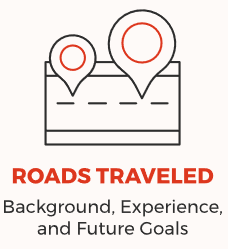 ROADS TRAVELED
Background, Experience,
and Future Goals